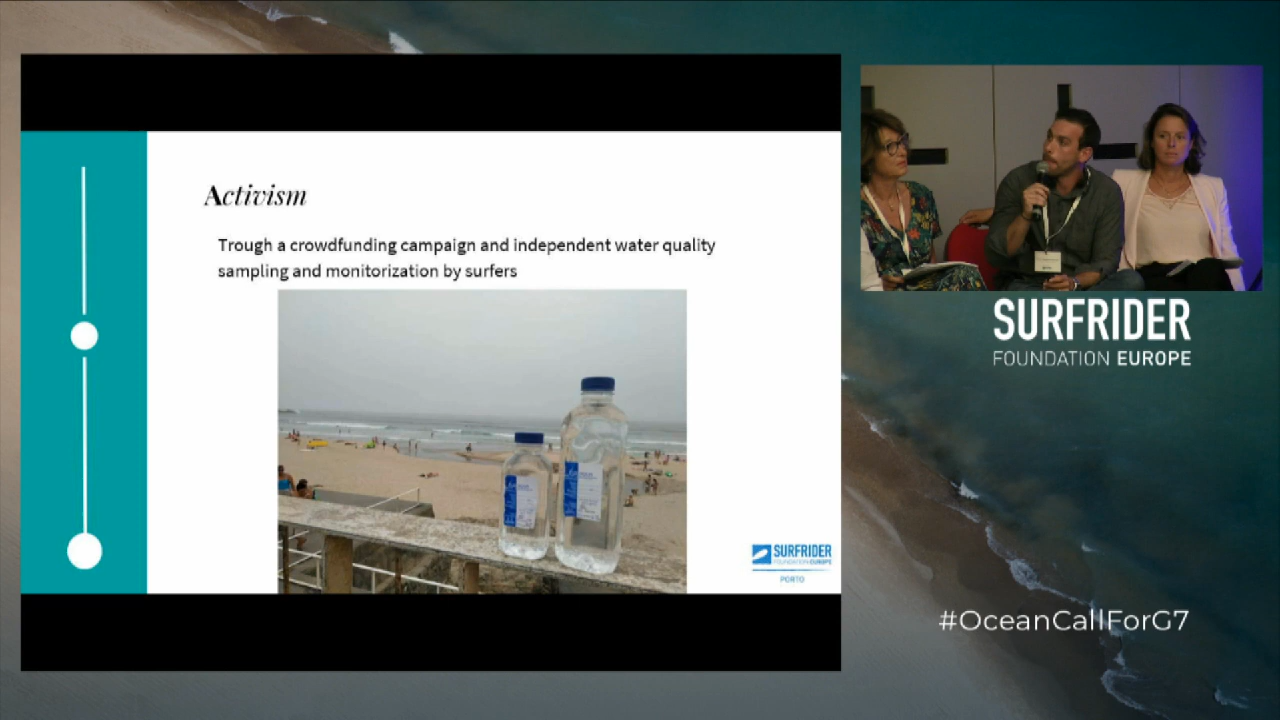 Activism
Trough a crowdfunding campaign and independent water quality
sampling and monitorization by surfers
SURFRIDER
FOUNDATION EUROPE
PORTO
SURFRIDER
FOUNDATION EUROPE
#OceanCallForG7